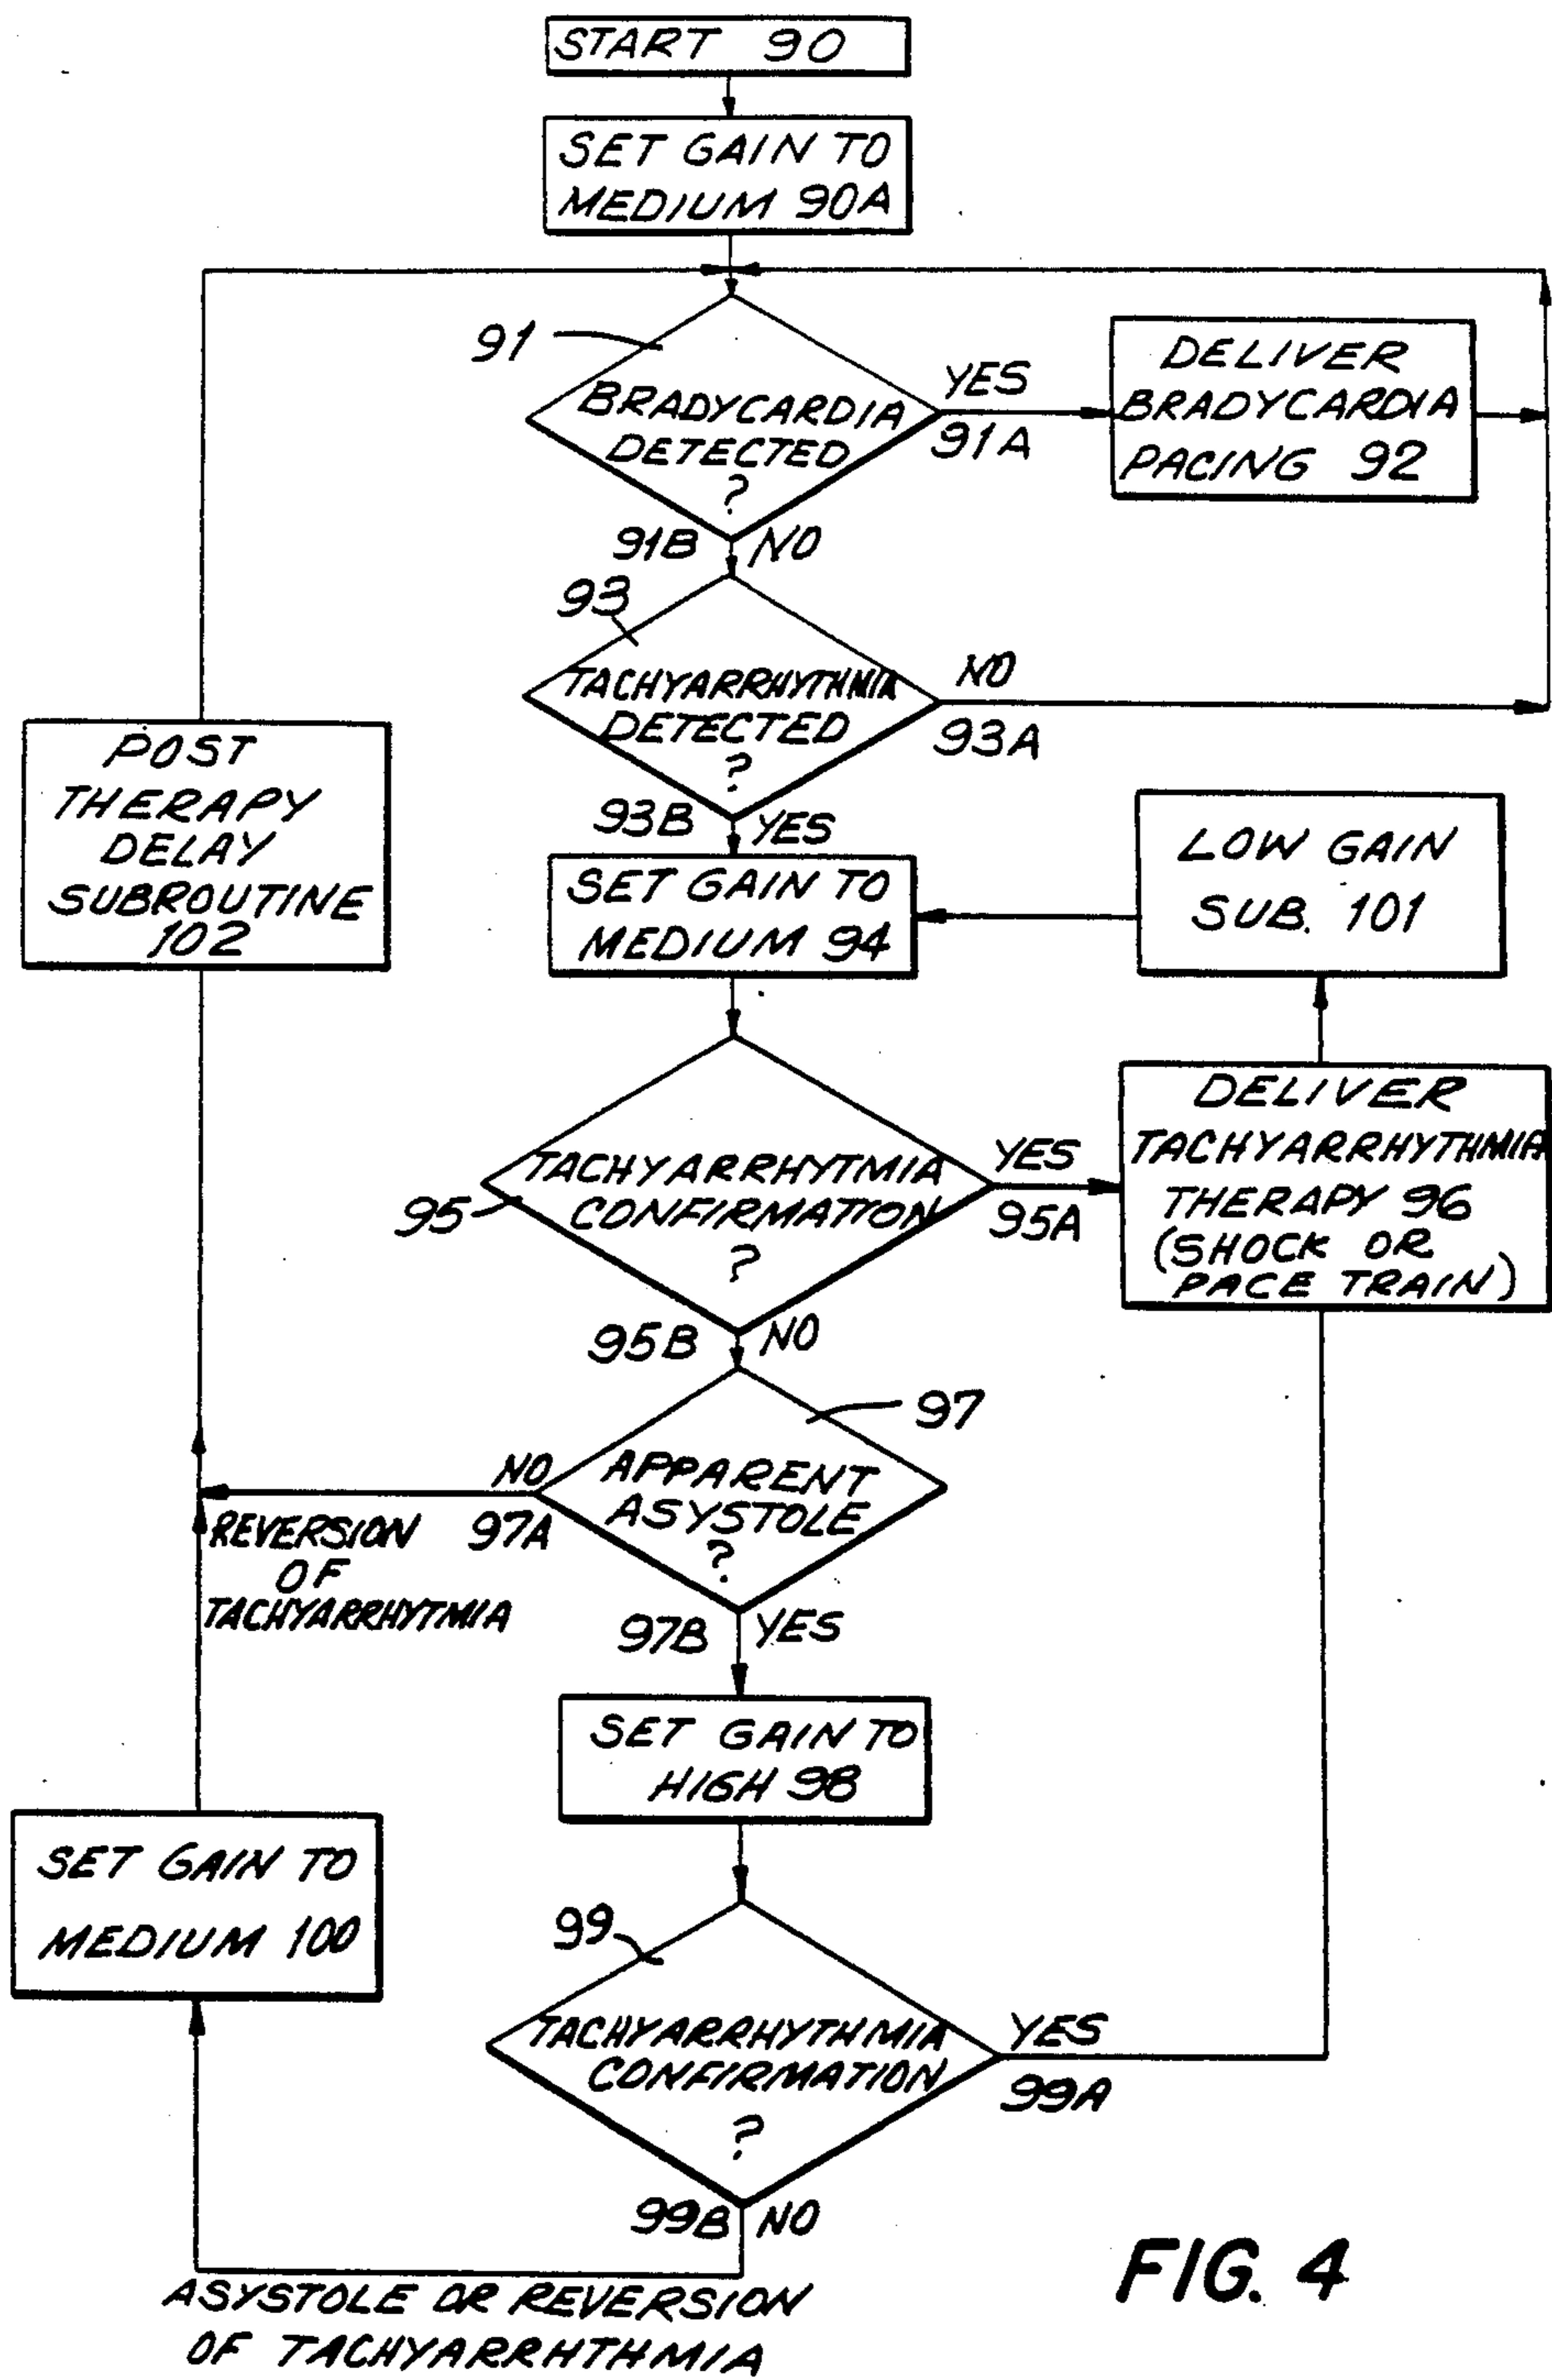 START 90
SET GAIN TO
MEDIUM 90A
91
BRADYCARDIA
DETECTED
?
YES
91A
DELIVER
BRADYCARDIA
PACING 92
91B NO
93
TACHYARRHYTHMIA
DETECTED
?
NO
93A
93B YES
POST
THERAPY
DELAY
SUBROUTINE
102
SET GAIN TO
MEDIUM 94
LOW GAIN
SUB. 101
95
TACHYARRHYTMIA
CONFIRMATION
?
YES
95A
DELIVER
TACHYARRHYTHMIA
THERAPY 96
(SHOCK OR
PACE TRAIN)
95B NO
97
APPARENT
ASYSTOLE
?
NO
97A
REVERSION
OF
TACHYARRHYTMIA
97B YES
SET GAIN TO
HIGH 98
SET GAIN TO
MEDIUM 100
99
TACHYARRHYTHMIA
CONFIRMATION
?
YES
99A
99B NO
ASYSTOLE OR REVERSION
OF TACHYARRHTHMIA
FIG. 4